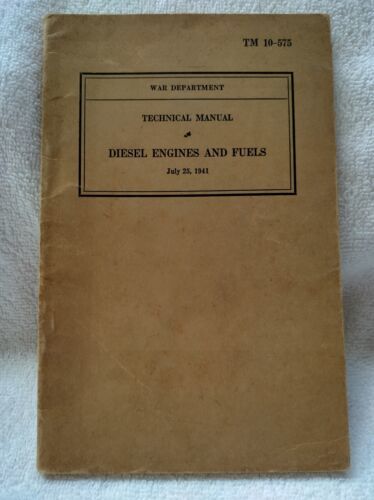 TM 10-575
WAR DEPARTMENT
TECHNICAL MANUAL
DIESEL ENGINES AND FUELS
July 25, 1941